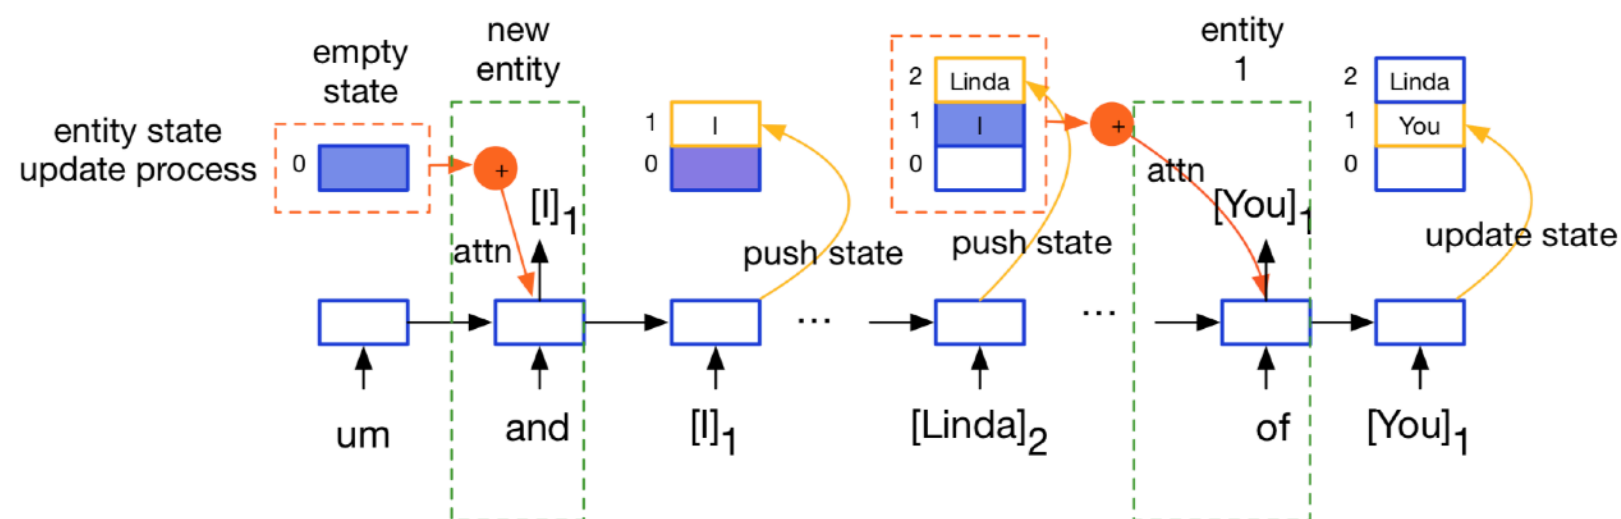 empty
state
new
entity
entity
1
entity state
update process
0
+
attn
[I]1
1
I
0
push state
2
Linda
1
I
0
push state
+
attn
[You]1
2
Linda
1
You
0
update state
...
...
um
and
[I]1
[Linda]2
of
[You]1